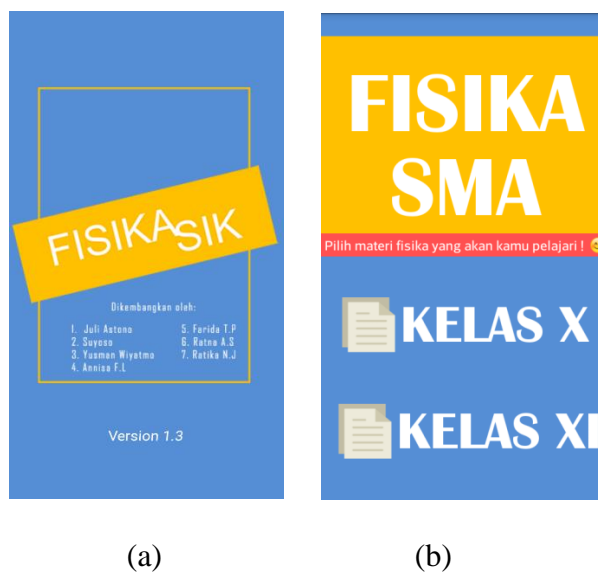 FISIKASIK
Dikembangkan oleh:
1. Juli Astono
2. Suyoso
3. Yusman Wiyatmo
4. Annisa F.L
5. Farida T.P
6. Ratna A.S
7. Ratika N.J
Version 1.3
(a)
FISIKA
SMA
Pilih materi fisika yang akan kamu pelajari !
KELAS X
KELAS XI
(b)